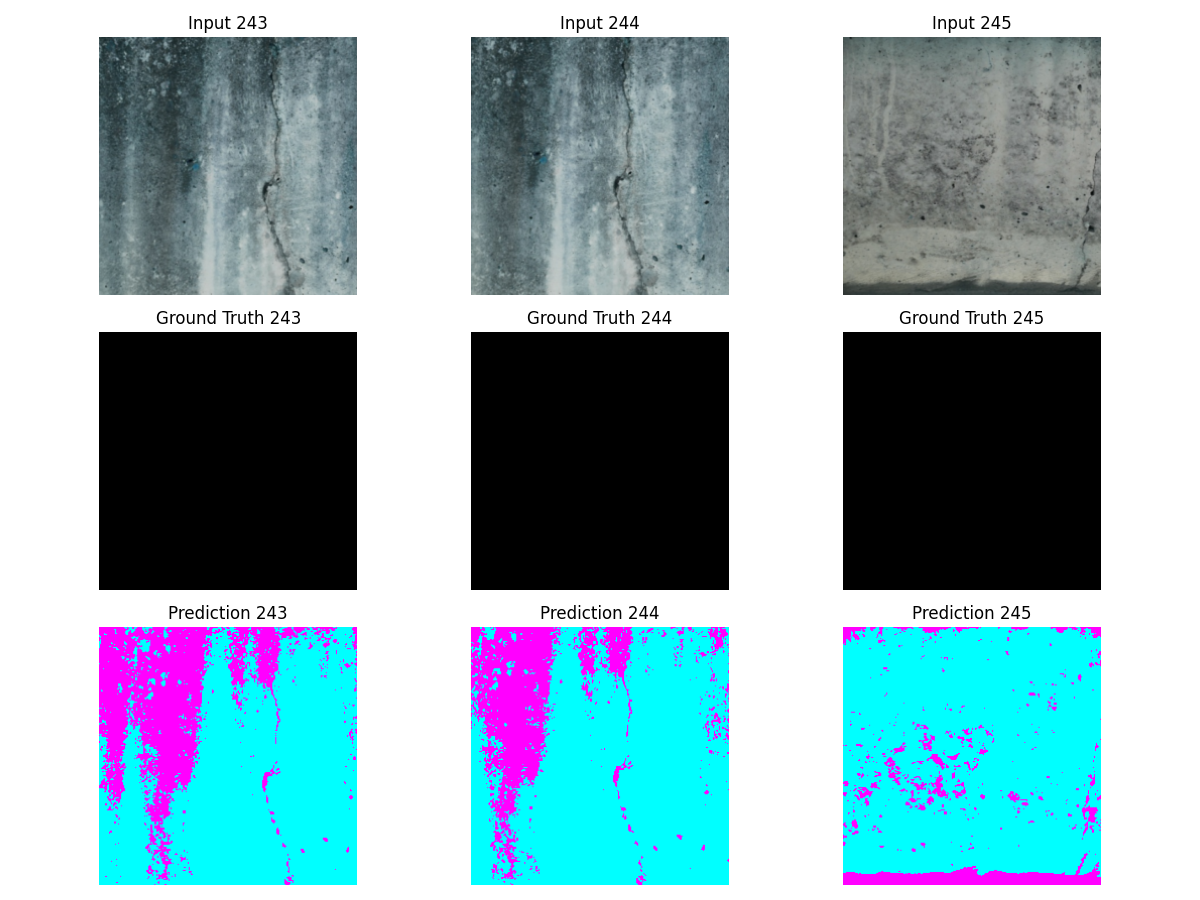 Input 243
Input 244
Input 245
Ground Truth 243
Ground Truth 244
Ground Truth 245
Prediction 243
Prediction 244
Prediction 245